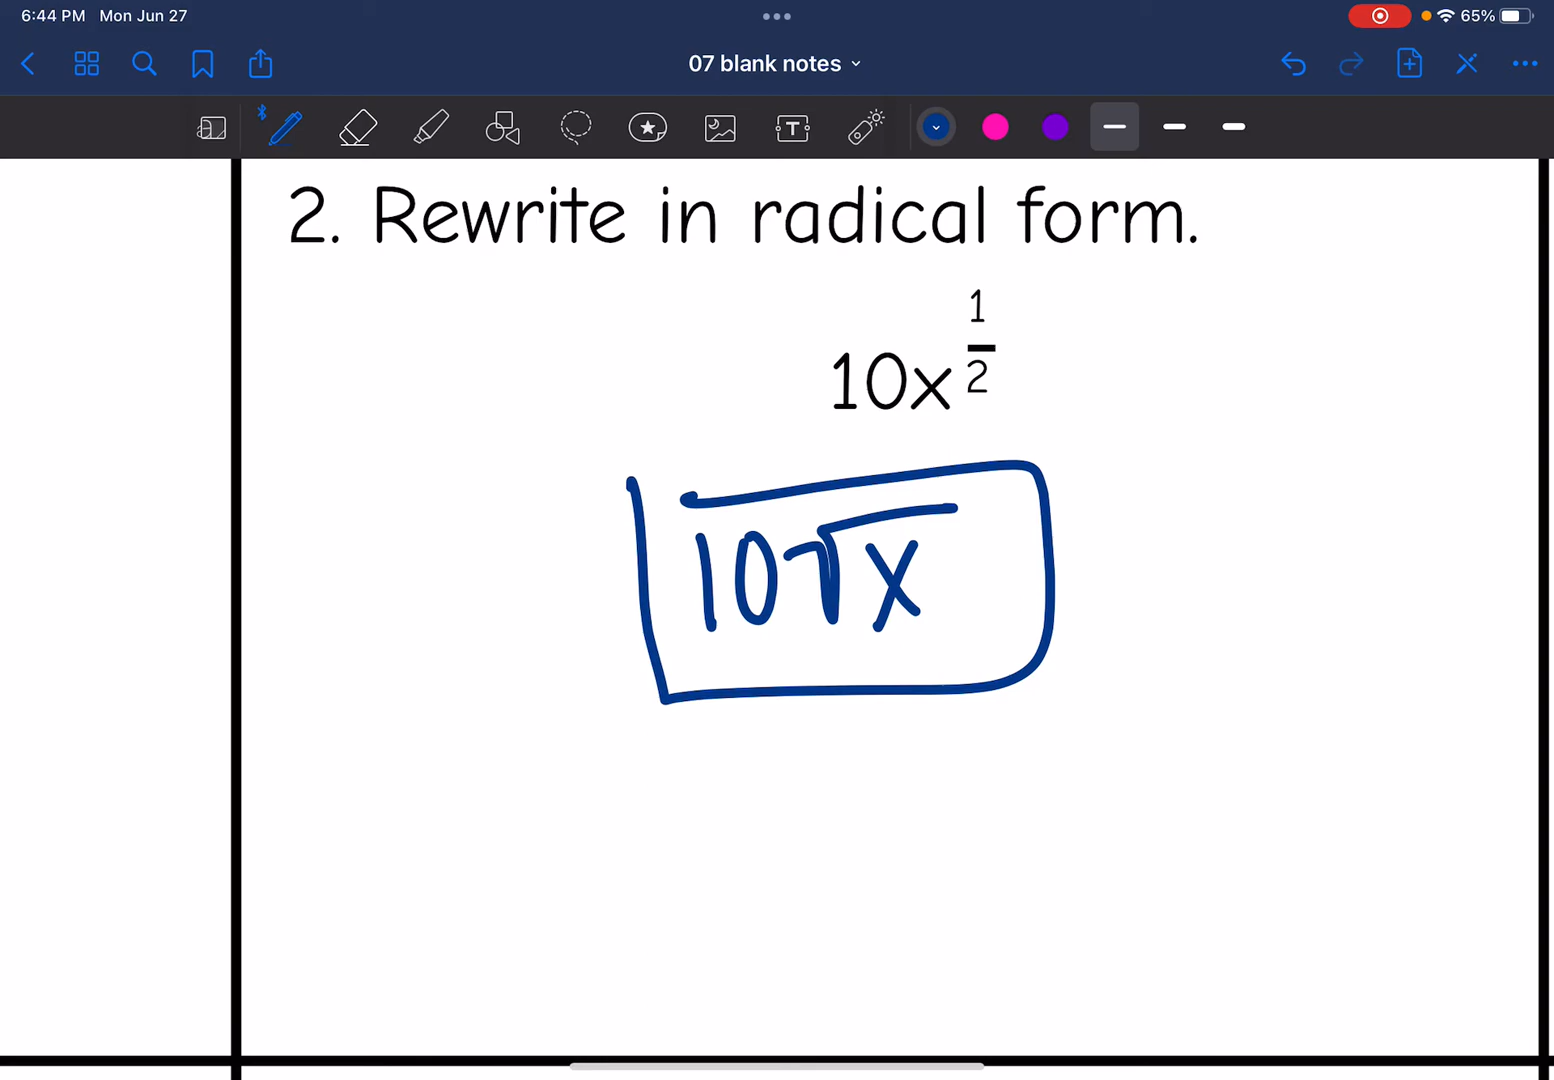 6:44 PM Mon Jun 27
65%
07 blank notes
T
2. Rewrite in radical form.
10x^{\frac{1}{2}}
10√x